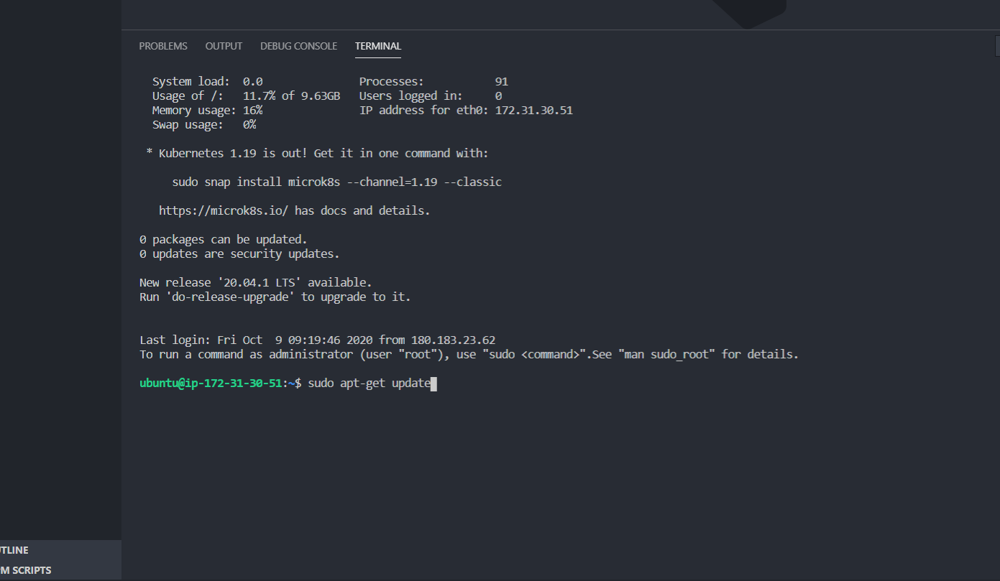 PROBLEMS OUTPUT DEBUG CONSOLE TERMINAL
System load: 0.0 Processes: 91
Usage of /: 11.7% of 9.63GB Users logged in: 0
Memory usage: 16% IP address for eth0: 172.31.30.51
Swap usage: 0%
* Kubernetes 1.19 is out! Get it in one command with:
sudo snap install microk8s --channel=1.19 --classic
https://microk8s.io/ has docs and details.
0 packages can be updated.
0 updates are security updates.
New release '20.04.1 LTS' available.
Run 'do-release-upgrade' to upgrade to it.
Last login: Fri Oct  9 09:19:46 2020 from 180.183.23.62
To run a command as administrator (user "root"), use "sudo <command>".See "man sudo_root" for details.
ubuntu@ip-172-31-30-51:~$ sudo apt-get update
UTLINE
M SCRIPTS